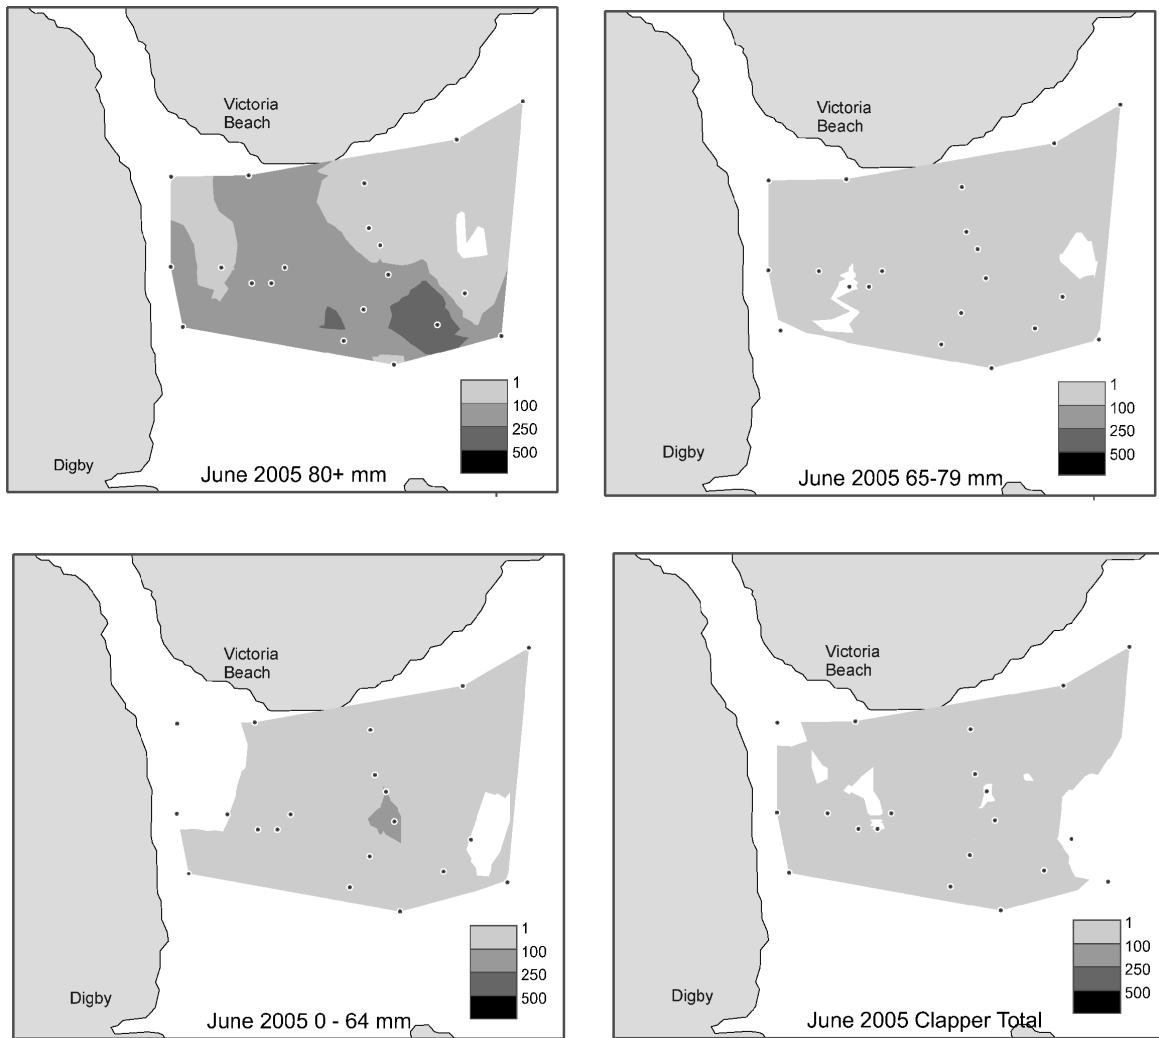 Victoria
Beach
1
100
250
500
Digby
June 2005 80+ mm
Victoria
Beach
1
100
250
500
Digby
June 2005 65-79 mm
Victoria
Beach
1
100
250
500
Digby
June 2005 0 - 64 mm
Victoria
Beach
1
100
250
500
Digby
June 2005 Clapper Total